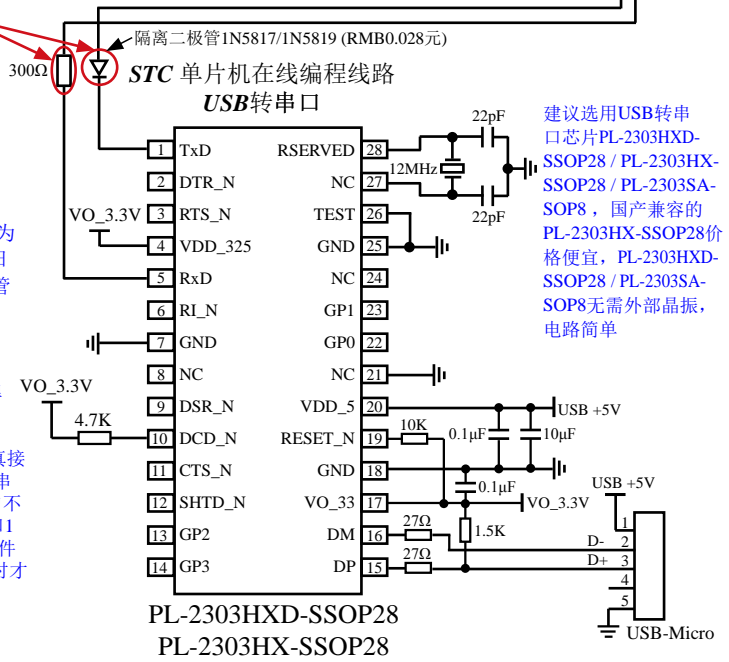 隔离二极管1N5817/1N5819 (RMB0.028元)
300Ω
STC 单片机在线编程线路
USB转串口
22pF
12MHz
22pF
建议选用USB转串
口芯片PL-2303HXD-
SSOP28 / PL-2303HX-
SSOP28 / PL-2303SA-
SOP8 ，国产兼容的
PL-2303HX-SSOP28价
格便宜，PL-2303HXD-
SSOP28 / PL-2303SA-
SOP8无需外部晶振，
电路简单
1 TxD RSERVED 28
2 DTR_N NC 27
VO_3.3V 3 RTS_N TEST 26
4 VDD_325 GND 25
5 RxD NC 24
6 RI_N GP1 23
7 GND GP0 22
8 NC NC 21
VO_3.3V 9 DSR_N VDD_5 20 USB +5V
4.7K 10 DCD_N RESET_N 19 10K 0.1μF 10μF
11 CTS_N GND 18
12 SHTD_N VO_33 17 0.1μF VO_3.3V
13 GP2 DM 16 27Ω 1.5K
14 GP3 DP 15 27Ω
USB +5V
1
D- 2
D+ 3
4
5
USB-Micro
PL-2303HXD-SSOP28
PL-2303HX-SSOP28
为
管
接
串
不
1
件
才